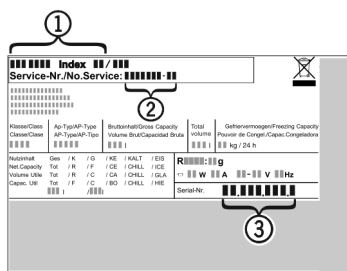 1
Index /
Service-Nr./No.Service: -
2
Klasse/Class
Classe/Clase
Ap-Typ/AP-Type
AP-Type/AP-Tipo
Bruttoinhalt/Gross Capacity
Volume Brut/Capacidad Bruta
l
Total
volume
l
Gefriervermoegen/Freezing Capacity
Pouvoir de Congel./Capac.Congeladora
kg / 24 h
Nutzinhalt Ges / K / G / KE / KALT / EIS
Net.Capacity Tot / R / F / CE / CHILL / ICE
Volume Utile Tot / R / C / CA / CHILL / GLA
Capac. Util Tot / F / C / BO / CHILL / HIE
l / l
R : g
W A - V Hz
Serial-Nr. . . .
3